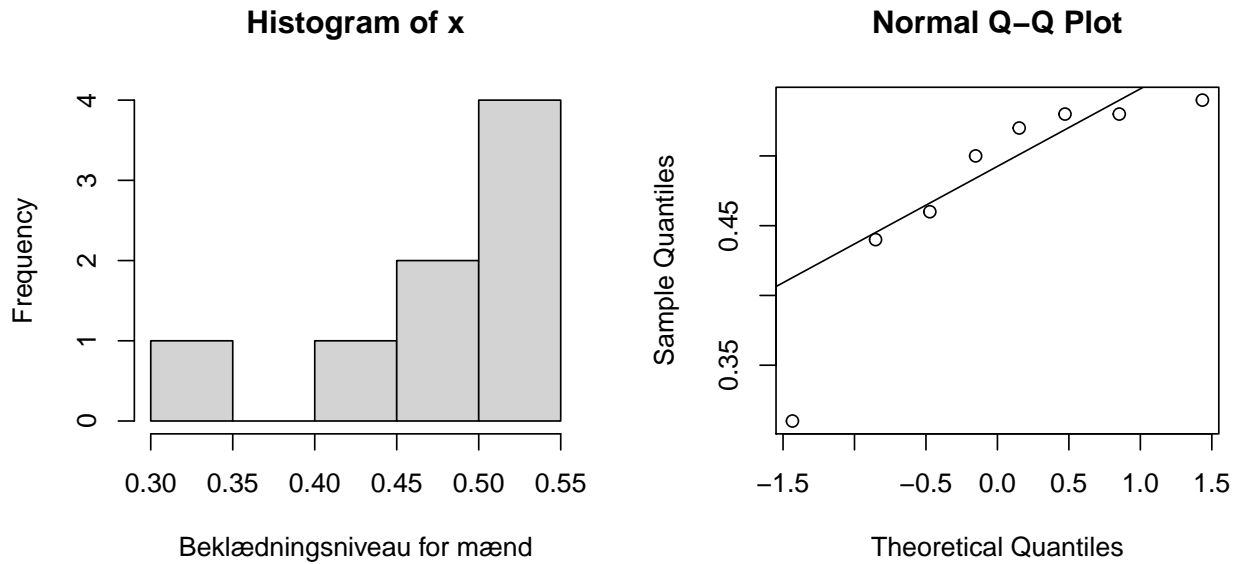 Histogram of x
Frequency
0
1
2
3
4
0.30 0.35 0.40 0.45 0.50 0.55
Beklædningsniveau for mænd
Normal Q−Q Plot
Sample Quantiles
0.35
0.45
−1.5 −0.5 0.0 0.5 1.0 1.5
Theoretical Quantiles